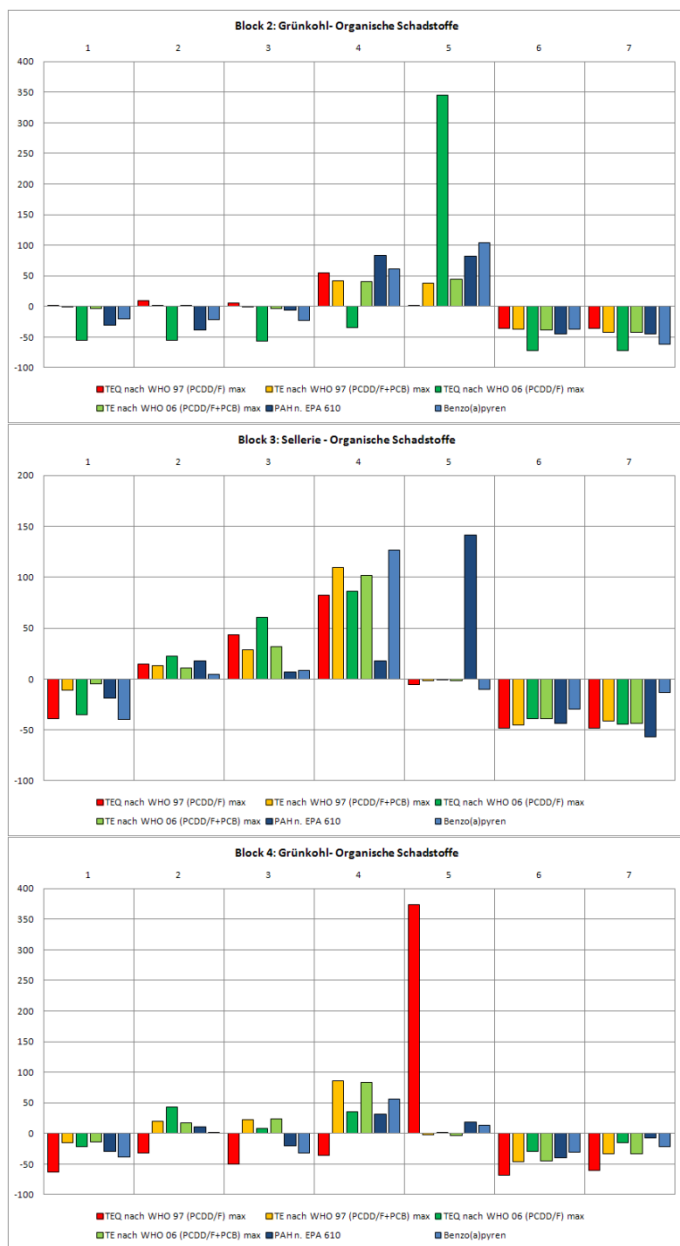 Block 2: Grünkohl- Organische Schadstoffe
1 2 3 4 5 6 7
400
350
300
250
200
150
100
50
0
-50
-100
TEQ nach WHO 97 (PCDD/F) max TE nach WHO 97 (PCDD/F+PCB) max TEQ nach WHO 06 (PCDD/F) max
TE nach WHO 06 (PCDD/F+PCB) max PAH n. EPA 610 Benzo(a)pyren
Block 3: Sellerie - Organische Schadstoffe
1 2 3 4 5 6 7
200
150
100
50
0
-50
-100
TEQ nach WHO 97 (PCDD/F) max TE nach WHO 97 (PCDD/F+PCB) max TEQ nach WHO 06 (PCDD/F) max
TE nach WHO 06 (PCDD/F+PCB) max PAH n. EPA 610 Benzo(a)pyren
Block 4: Grünkohl- Organische Schadstoffe
1 2 3 4 5 6 7
400
350
300
250
200
150
100
50
0
-50
-100
TEQ nach WHO 97 (PCDD/F) max TE nach WHO 97 (PCDD/F+PCB) max TEQ nach WHO 06 (PCDD/F) max
TE nach WHO 06 (PCDD/F+PCB) max PAH n. EPA 610 Benzo(a)pyren